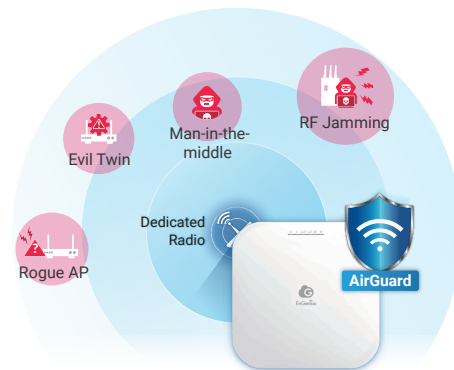 RF Jamming
Man-in-the-
middle
Evil Twin
Dedicated
Radio
Rogue AP
AirGuard
EnGenius